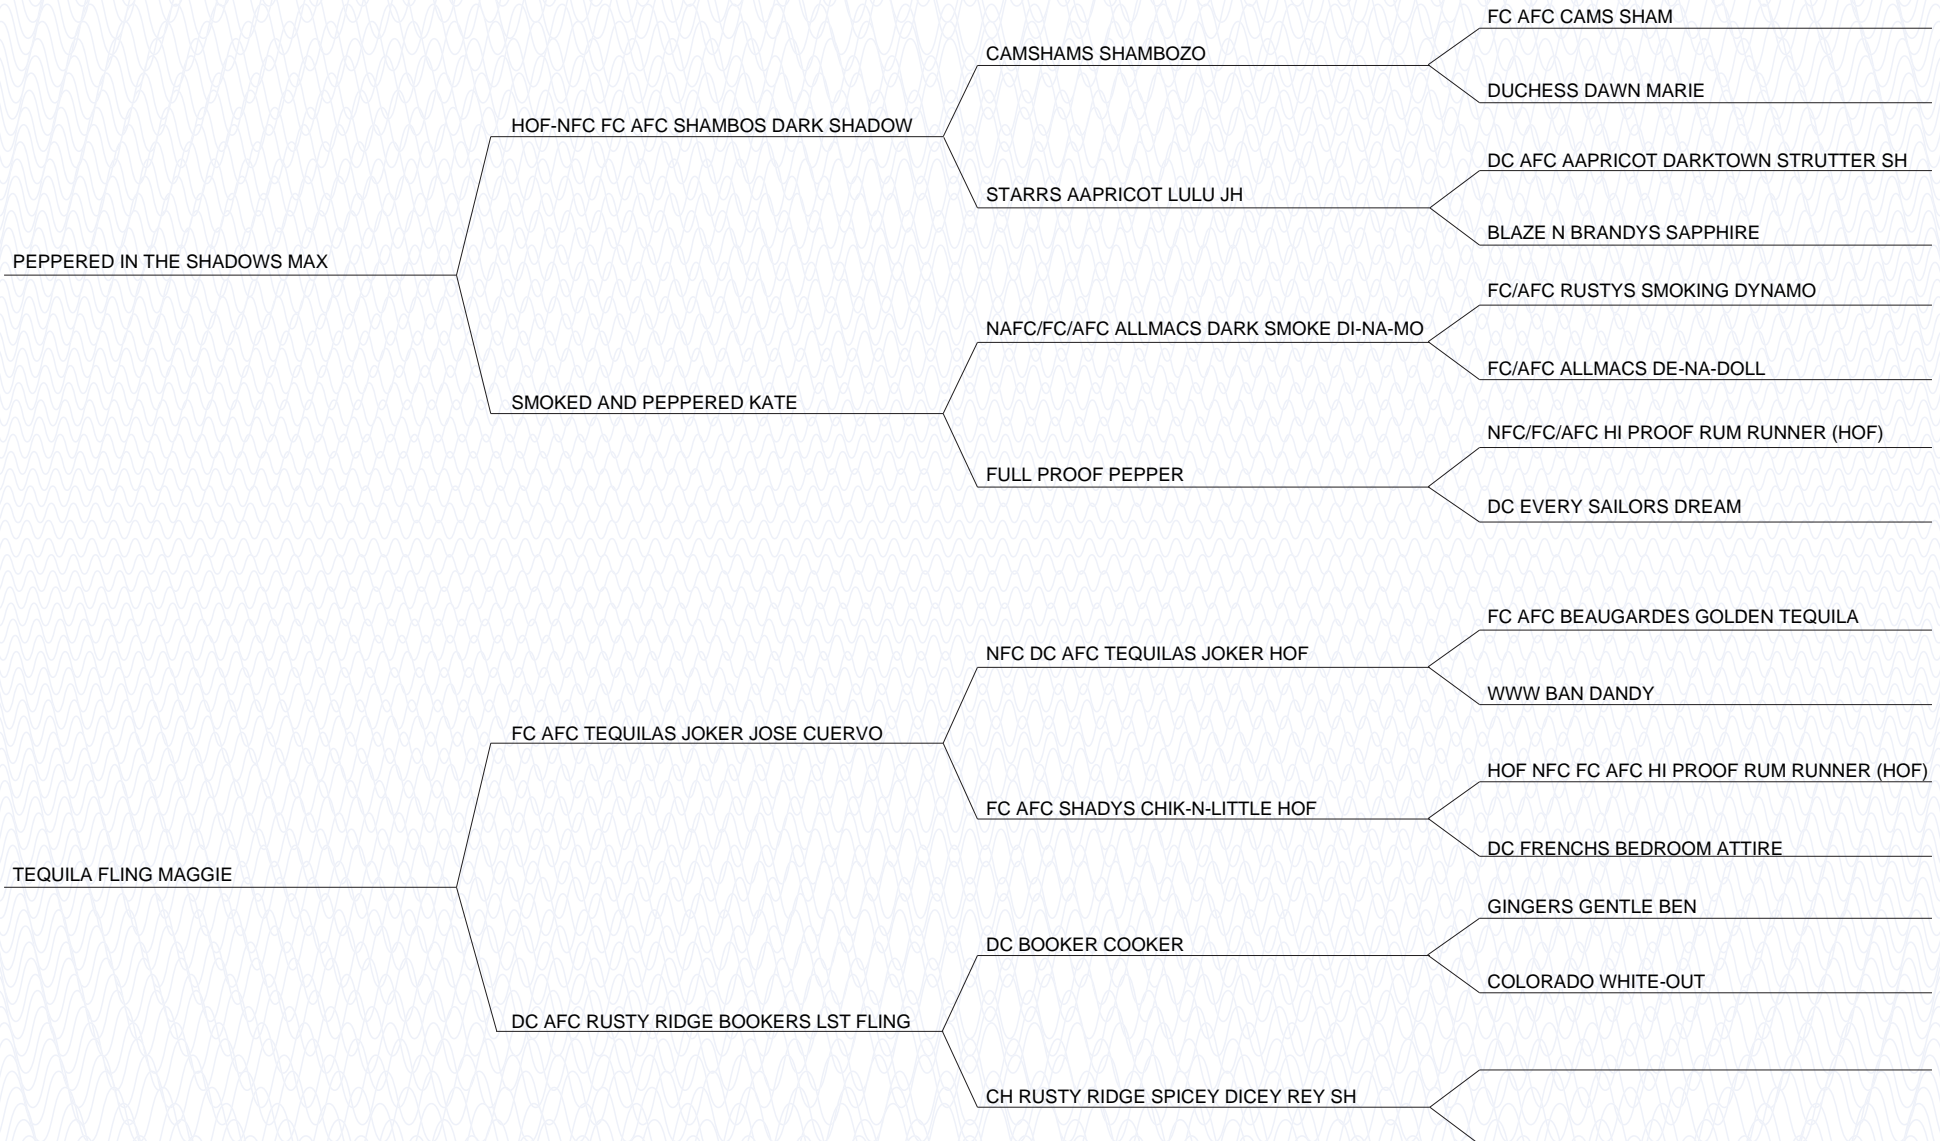 FC AFC CAMS SHAM
CAMSHAMS SHAMBOZO
DUCHESS DAWN MARIE
HOF-NFC FC AFC SHAMBOS DARK SHADOW
DC AFC AAPRICOT DARKTOWN STRUTTER SH
STARRS AAPRICOT LULU JH
BLAZE N BRANDYS SAPPHIRE
PEPPERED IN THE SHADOWS MAX
FC/AFC RUSTYS SMOKING DYNAMO
NAFC/FC/AFC ALLMACS DARK SMOKE DI-NA-MO
FC/AFC ALLMACS DE-NA-DOLL
SMOKED AND PEPPERED KATE
NFC/FC/AFC HI PROOF RUM RUNNER (HOF)
FULL PROOF PEPPER
DC EVERY SAILORS DREAM
FC AFC BEAUGARDES GOLDEN TEQUILA
NFC DC AFC TEQUILAS JOKER HOF
WWW BAN DANDY
FC AFC TEQUILAS JOKER JOSE CUERVO
HOF NFC FC AFC HI PROOF RUM RUNNER (HOF)
FC AFC SHADYS CHIK-N-LITTLE HOF
DC FRENCHS BEDROOM ATTIRE
TEQUILA FLING MAGGIE
GINGERS GENTLE BEN
DC BOOKER COOKER
COLORADO WHITE-OUT
DC AFC RUSTY RIDGE BOOKERS LST FLING
CH RUSTY RIDGE SPICEY DICEY REY SH